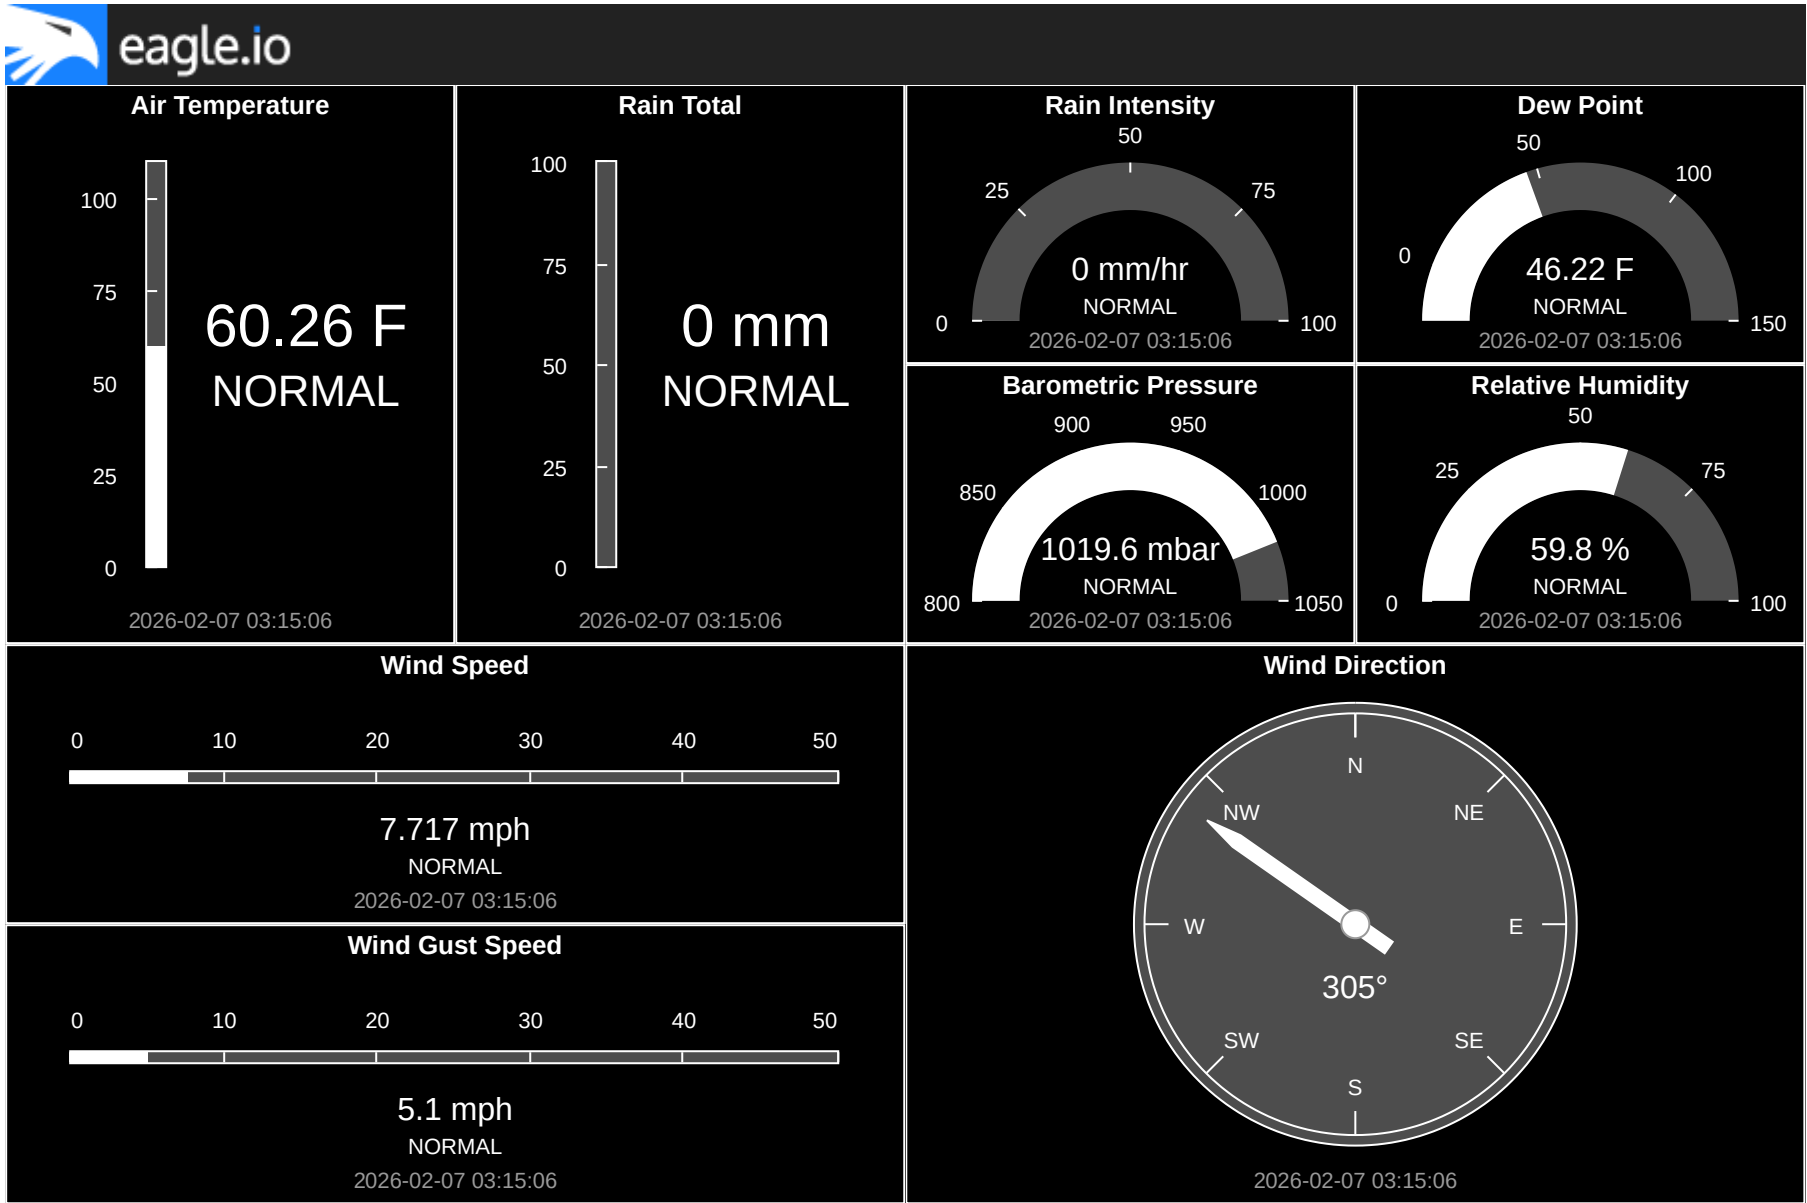 eagle.io
Air Temperature
100
75
50
25
0
60.26 F
NORMAL
2026-02-07 03:15:06
Rain Total
100
75
50
25
0
0 mm
NORMAL
2026-02-07 03:15:06
Rain Intensity
50
25 75
0 mm/hr
NORMAL
0 100
2026-02-07 03:15:06
Dew Point
50
100
0
46.22 F
NORMAL
150
2026-02-07 03:15:06
Barometric Pressure
900 950
850 1000
1019.6 mbar
NORMAL
800 1050
2026-02-07 03:15:06
Relative Humidity
50
25 75
59.8 %
NORMAL
0 100
2026-02-07 03:15:06
Wind Speed
0 10 20 30 40 50
7.717 mph
NORMAL
2026-02-07 03:15:06
Wind Gust Speed
0 10 20 30 40 50
5.1 mph
NORMAL
2026-02-07 03:15:06
Wind Direction
N
NW NE
W E
305°
SW SE
S
2026-02-07 03:15:06